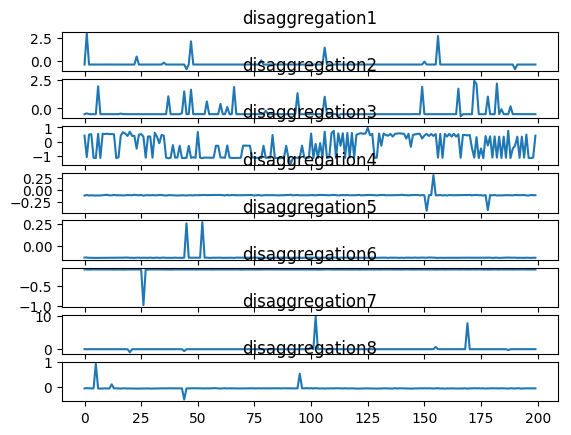 disaggregation1
2.5
0.0
disaggregation2
2.5
0.0
disaggregation3
1
0
−1
disaggregation4
0.25
0.00
−0.25
disaggregation5
0.25
0.00
disaggregation6
−0.5
−1.0
disaggregation7
10
0
disaggregation8
1
0
0 25 50 75 100 125 150 175 200